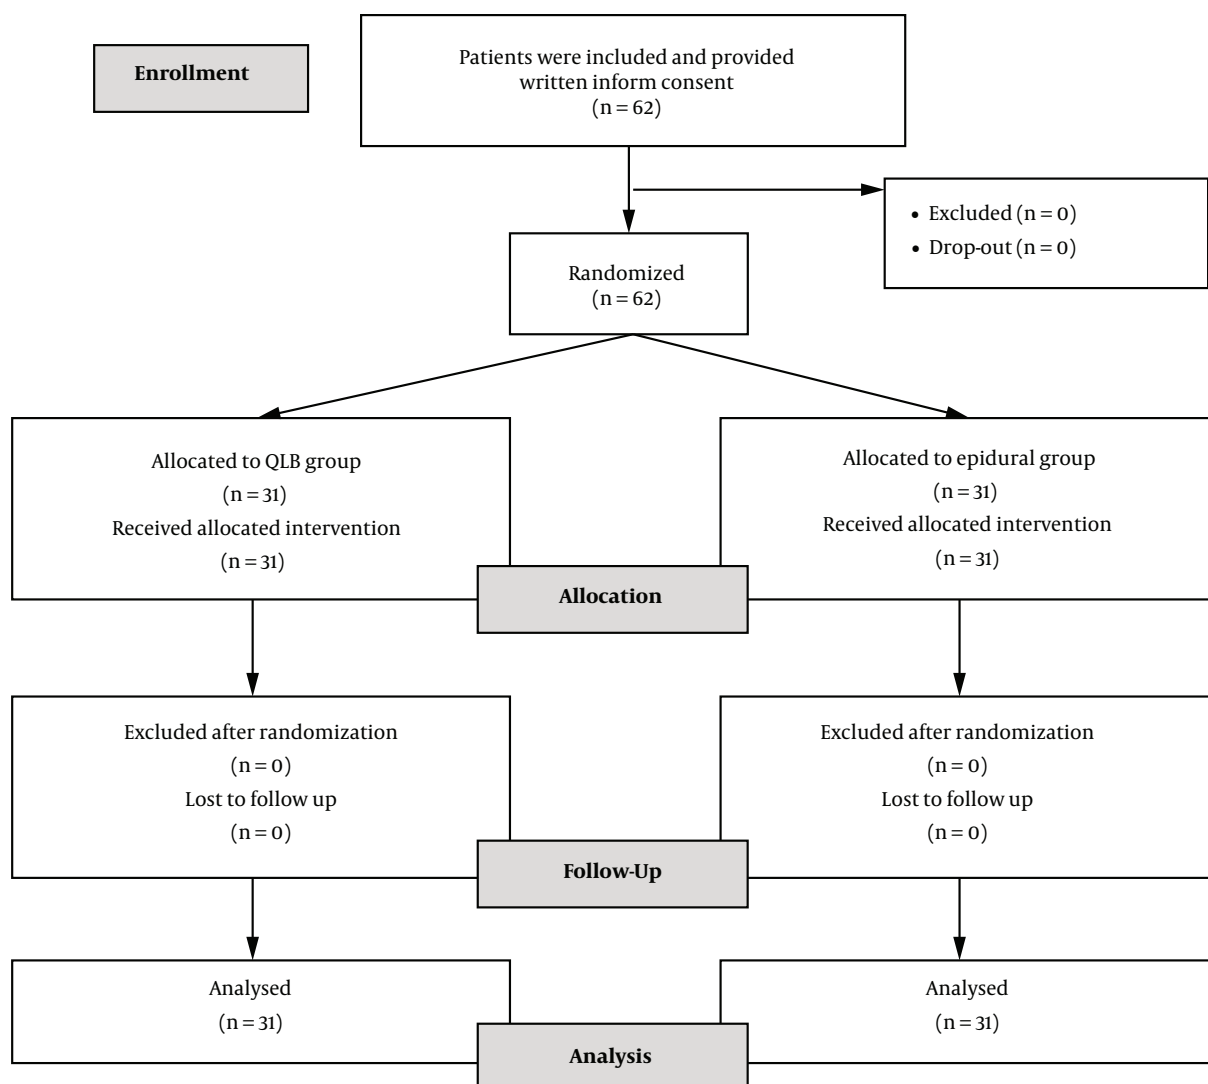 Enrollment
Patients were included and provided
written inform consent
(n = 62)
• Excluded (n = 0)
• Drop-out (n = 0)
Randomized
(n = 62)
Allocated to QLB group
(n = 31)
Received allocated intervention
(n = 31)
Allocated to epidural group
(n = 31)
Received allocated intervention
(n = 31)
Allocation
Excluded after randomization
(n = 0)
Lost to follow up
(n = 0)
Excluded after randomization
(n = 0)
Lost to follow up
(n = 0)
Follow-Up
Analysed
(n = 31)
Analysed
(n = 31)
Analysis